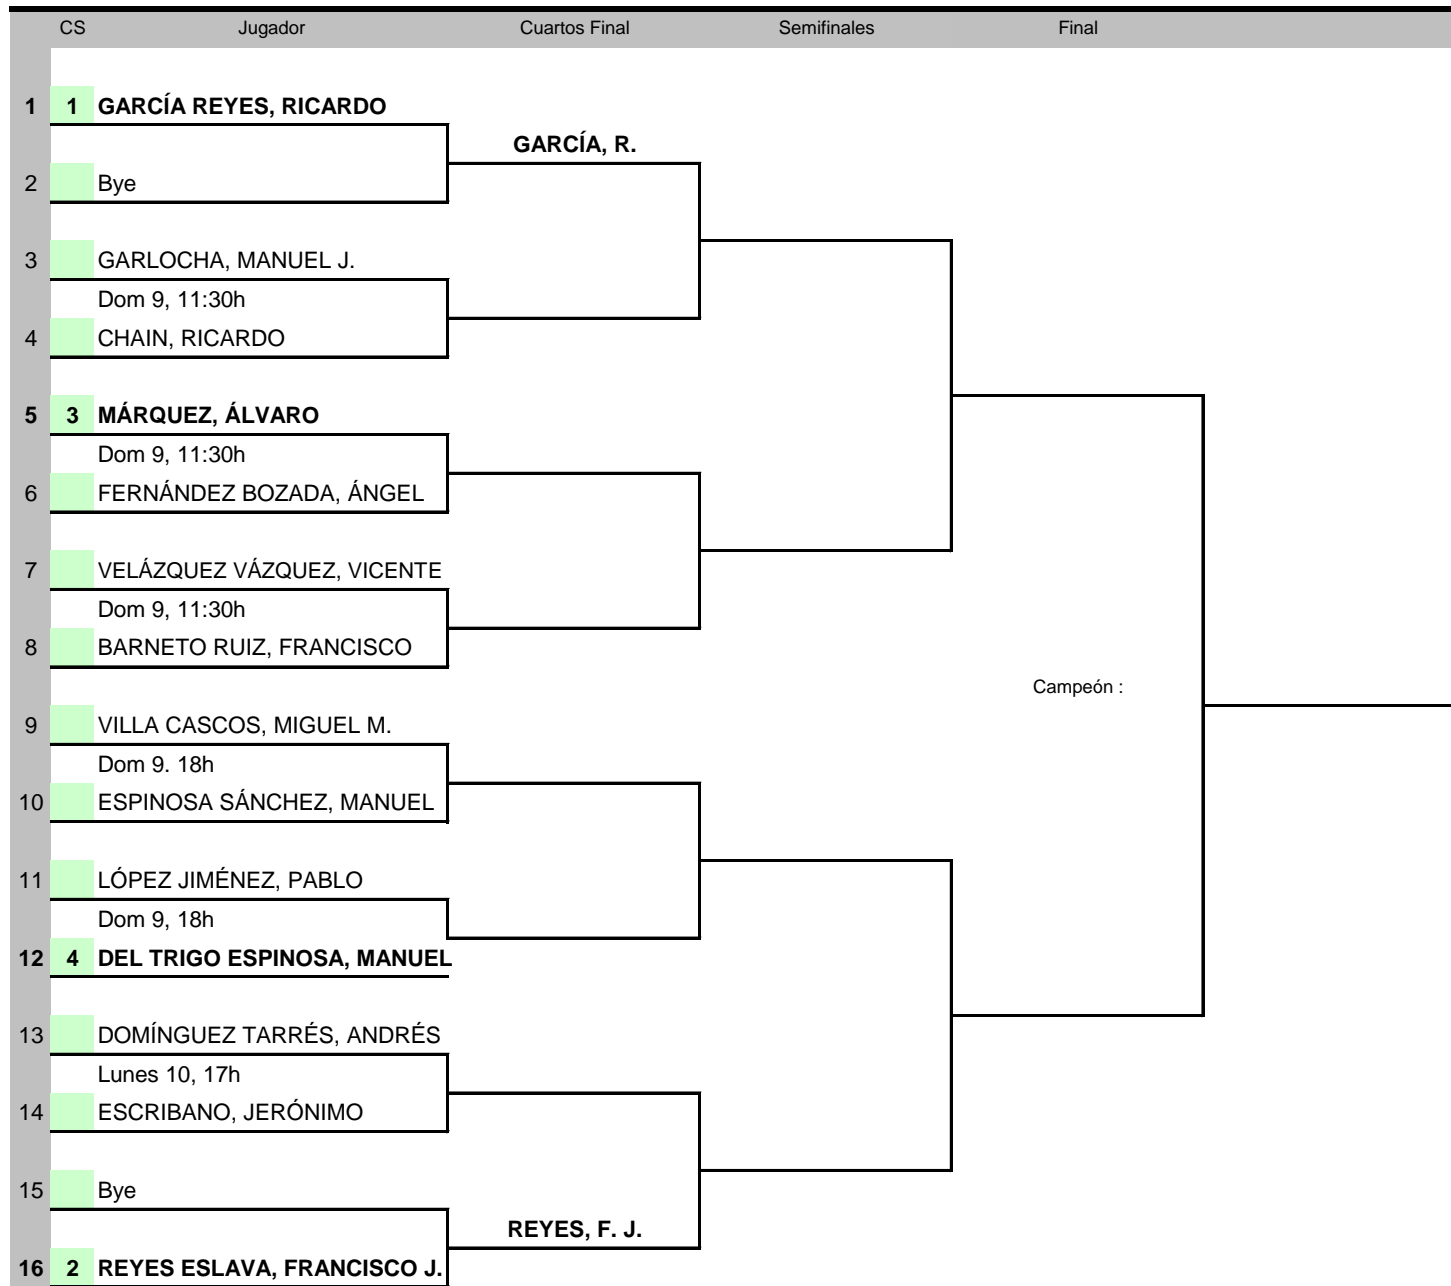 CS Jugador Cuartos Final Semifinales Final
1 1 GARCÍA REYES, RICARDO
GARCÍA, R.
2 Bye
3 GARLOCHA, MANUEL J.
Dom 9, 11:30h
4 CHAIN, RICARDO
5 3 MÁRQUEZ, ÁLVARO
Dom 9, 11:30h
6 FERNÁNDEZ BOZADA, ÁNGEL
7 VELÁZQUEZ VÁZQUEZ, VICENTE
Dom 9, 11:30h
8 BARNETO RUIZ, FRANCISCO
Campeón :
9 VILLA CASCOS, MIGUEL M.
Dom 9. 18h
10 ESPINOSA SÁNCHEZ, MANUEL
11 LÓPEZ JIMÉNEZ, PABLO
Dom 9, 18h
12 4 DEL TRIGO ESPINOSA, MANUEL
13 DOMÍNGUEZ TARRÉS, ANDRÉS
Lunes 10, 17h
14 ESCRIBANO, JERÓNIMO
15 Bye
REYES, F. J.
16 2 REYES ESLAVA, FRANCISCO J.